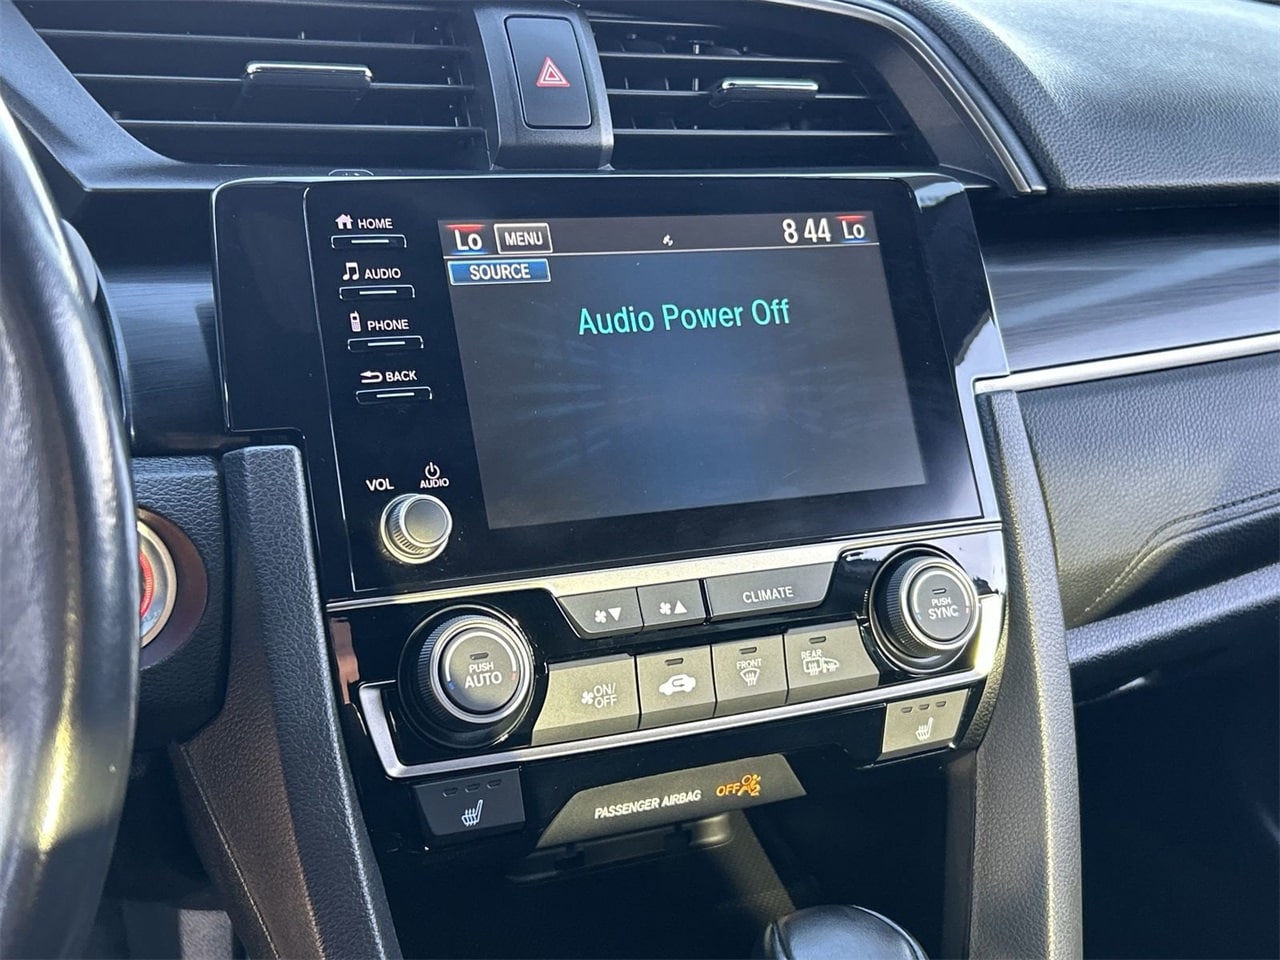 HOME
AUDIO
PHONE
BACK
VOL
AUDIO
Lo MENU 8 44 Lo
SOURCE
Audio Power Off
CLIMATE
PUSH
SYNC
PUSH
AUTO
ON/
OFF
FRONT
REAR
PASSENGER AIRBAG OFF